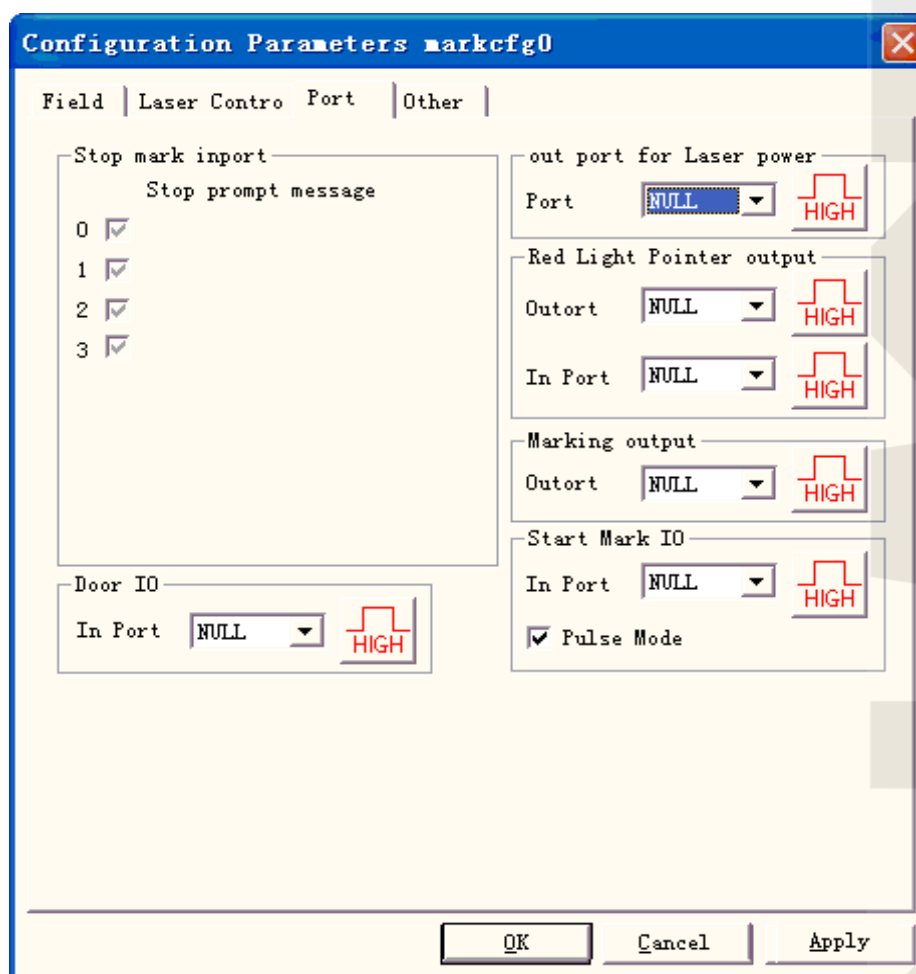 Configuration Parameters markcfg0
Field Laser Contro Port Other
Stop mark inport
Stop prompt message
0
1
2
3
Door IO
In Port NULL HIGH
out port for Laser power
Port NULL HIGH
Red Light Pointer output
Outort NULL HIGH
In Port NULL HIGH
Marking output
Outort NULL HIGH
Start Mark IO
In Port NULL HIGH
Pulse Mode
OK Cancel Apply